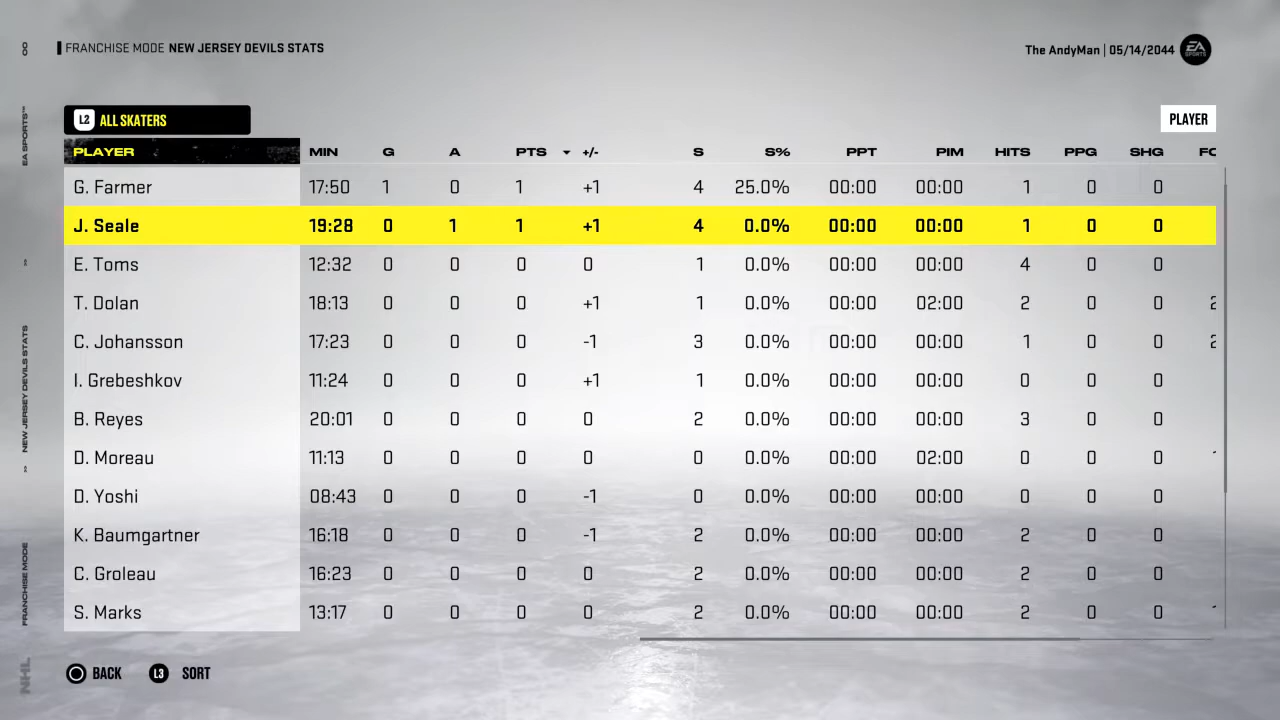 FRANCHISE MODE NEW JERSEY DEVILS STATS
The AndyMan | 05/14/2044
EA SPORTS
L2 ALL SKATERS
PLAYER
PLAYER MIN G A PTS +/- S S% PPT PIM HITS PPG SHG
G. Farmer 17:50 1 0 1 +1 4 25.0% 00:00 00:00 1 0 0
J. Seale 19:28 0 1 1 +1 4 0.0% 00:00 00:00 1 0 0
E. Toms 12:32 0 0 0 0 1 0.0% 00:00 00:00 4 0 0
T. Dolan 18:13 0 0 0 +1 1 0.0% 00:00 02:00 2 0 0
C. Johansson 17:23 0 0 0 -1 3 0.0% 00:00 00:00 1 0 0
I. Grebeshkov 11:24 0 0 0 +1 1 0.0% 00:00 00:00 0 0 0
B. Reyes 20:01 0 0 0 0 2 0.0% 00:00 00:00 3 0 0
D. Moreau 11:13 0 0 0 0 0 0.0% 00:00 02:00 0 0 0
D. Yoshi 08:43 0 0 0 -1 0 0.0% 00:00 00:00 0 0 0
K. Baumgartner 16:18 0 0 0 -1 2 0.0% 00:00 00:00 2 0 0
C. Groleau 16:23 0 0 0 0 2 0.0% 00:00 00:00 2 0 0
S. Marks 13:17 0 0 0 0 2 0.0% 00:00 00:00 2 0 0
BACK L3 SORT
NHL FRANCHISE MODE » NEW JERSEY DEVILS STATS » EA SPORTS™